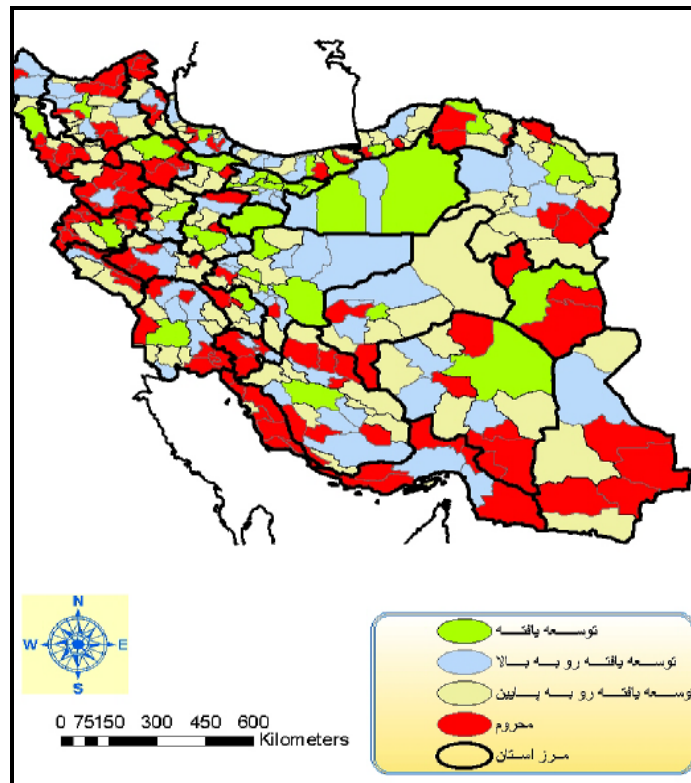 N
W E
S
0 75150 300 450 600
Kilometers
توسعه یافته
توسعه یافته رو به بالا
توسعه یافته رو به پایین
محروم
مرز استان